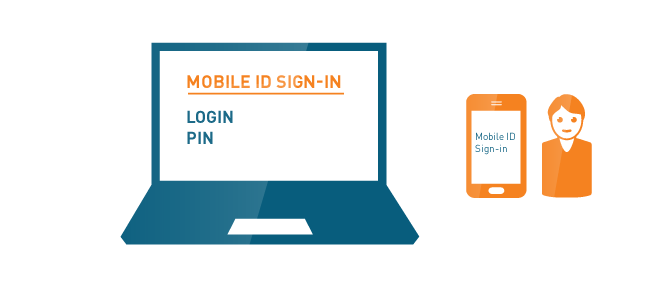 MOBILE ID SIGN-IN
LOGIN
PIN
Mobile ID
Sign-in